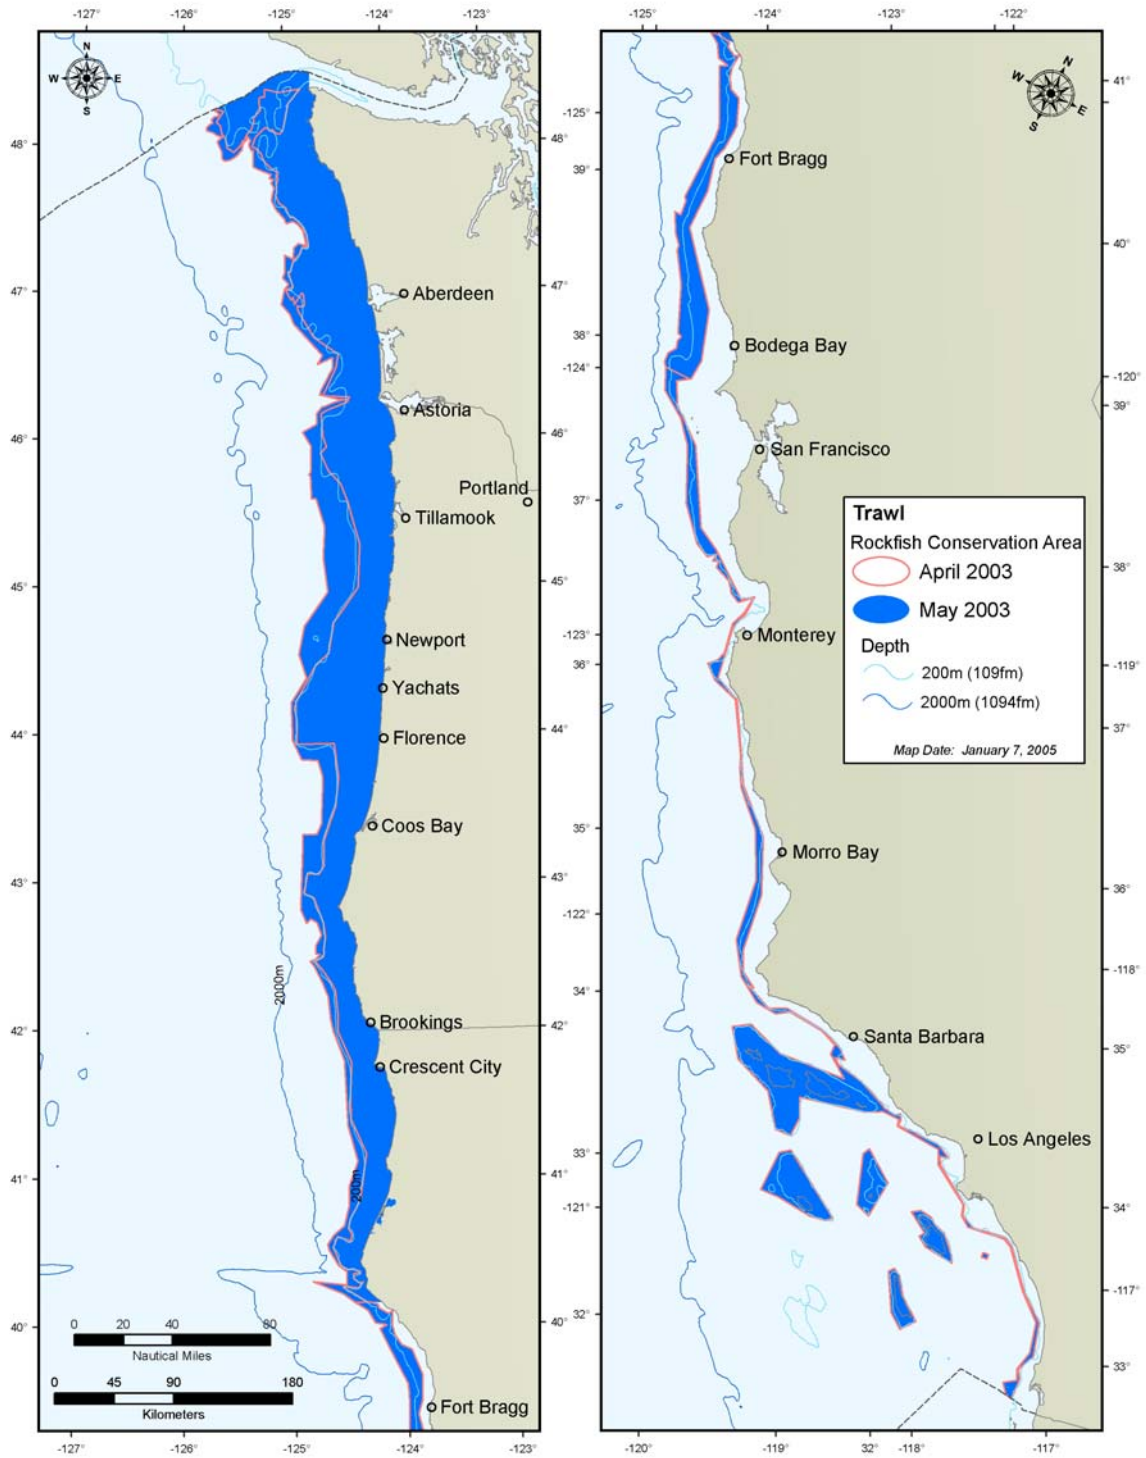 -127° -126° -125° -124° -123°
-125° -124° -123° -122°
N
W E
S
48°
47°
46°
45°
44°
43°
42°
41°
40°
48°
47°
46°
45°
44°
43°
42°
41°
40°
Aberdeen
Astoria
Portland
Tillamook
Newport
Yachats
Florence
Coos Bay
2000m
Brookings
Crescent City
200m
Fort Bragg
0 20 40 80
Nautical Miles
0 45 90 180
Kilometers
-127° -126° -125° -124° -123°
N
W
E
S
-125°
39°
38°
-124°
37°
-123°
36°
35°
-122°
34°
33°
-121°
32°
41°
40°
-120°
39°
38°
-119°
37°
36°
-118°
35°
34°
-117°
33°
Fort Bragg
Bodega Bay
San Francisco
Monterey
Morro Bay
Santa Barbara
Los Angeles
Trawl
Rockfish Conservation Area
April 2003
May 2003
Depth
200m (109fm)
2000m (1094fm)
Map Date: January 7, 2005
-120° -119° 32° -118° -117°